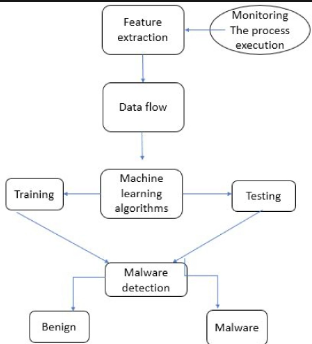 Feature
extraction
Monitoring
The process
execution
Data flow
Machine
learning
algorithms
Training
Testing
Malware
detection
Benign
Malware